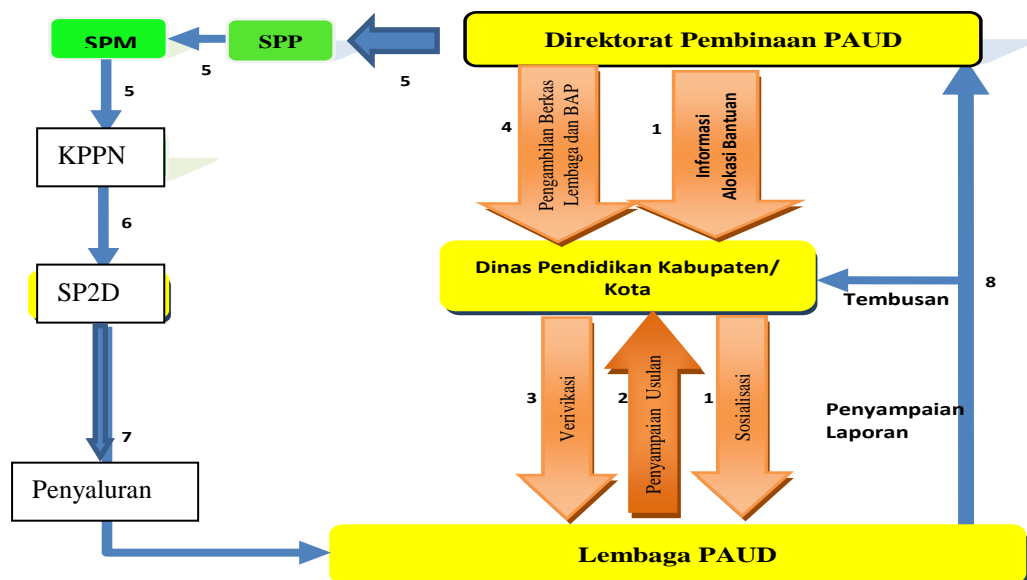 SPM
SPP
Direktorat Pembinaan PAUD
5
5
5
4
Pengambilan Berkas
Lembaga dan BAP
1
Informasi
Alokasi Bantuan
KPPN
6
Dinas Pendidikan Kabupaten/
Kota
SP2D
Tembusan
8
3
Verivikasi
2
Penyampaian Usulan
1
Sosialisasi
Penyampaian
Laporan
7
Penyaluran
Lembaga PAUD